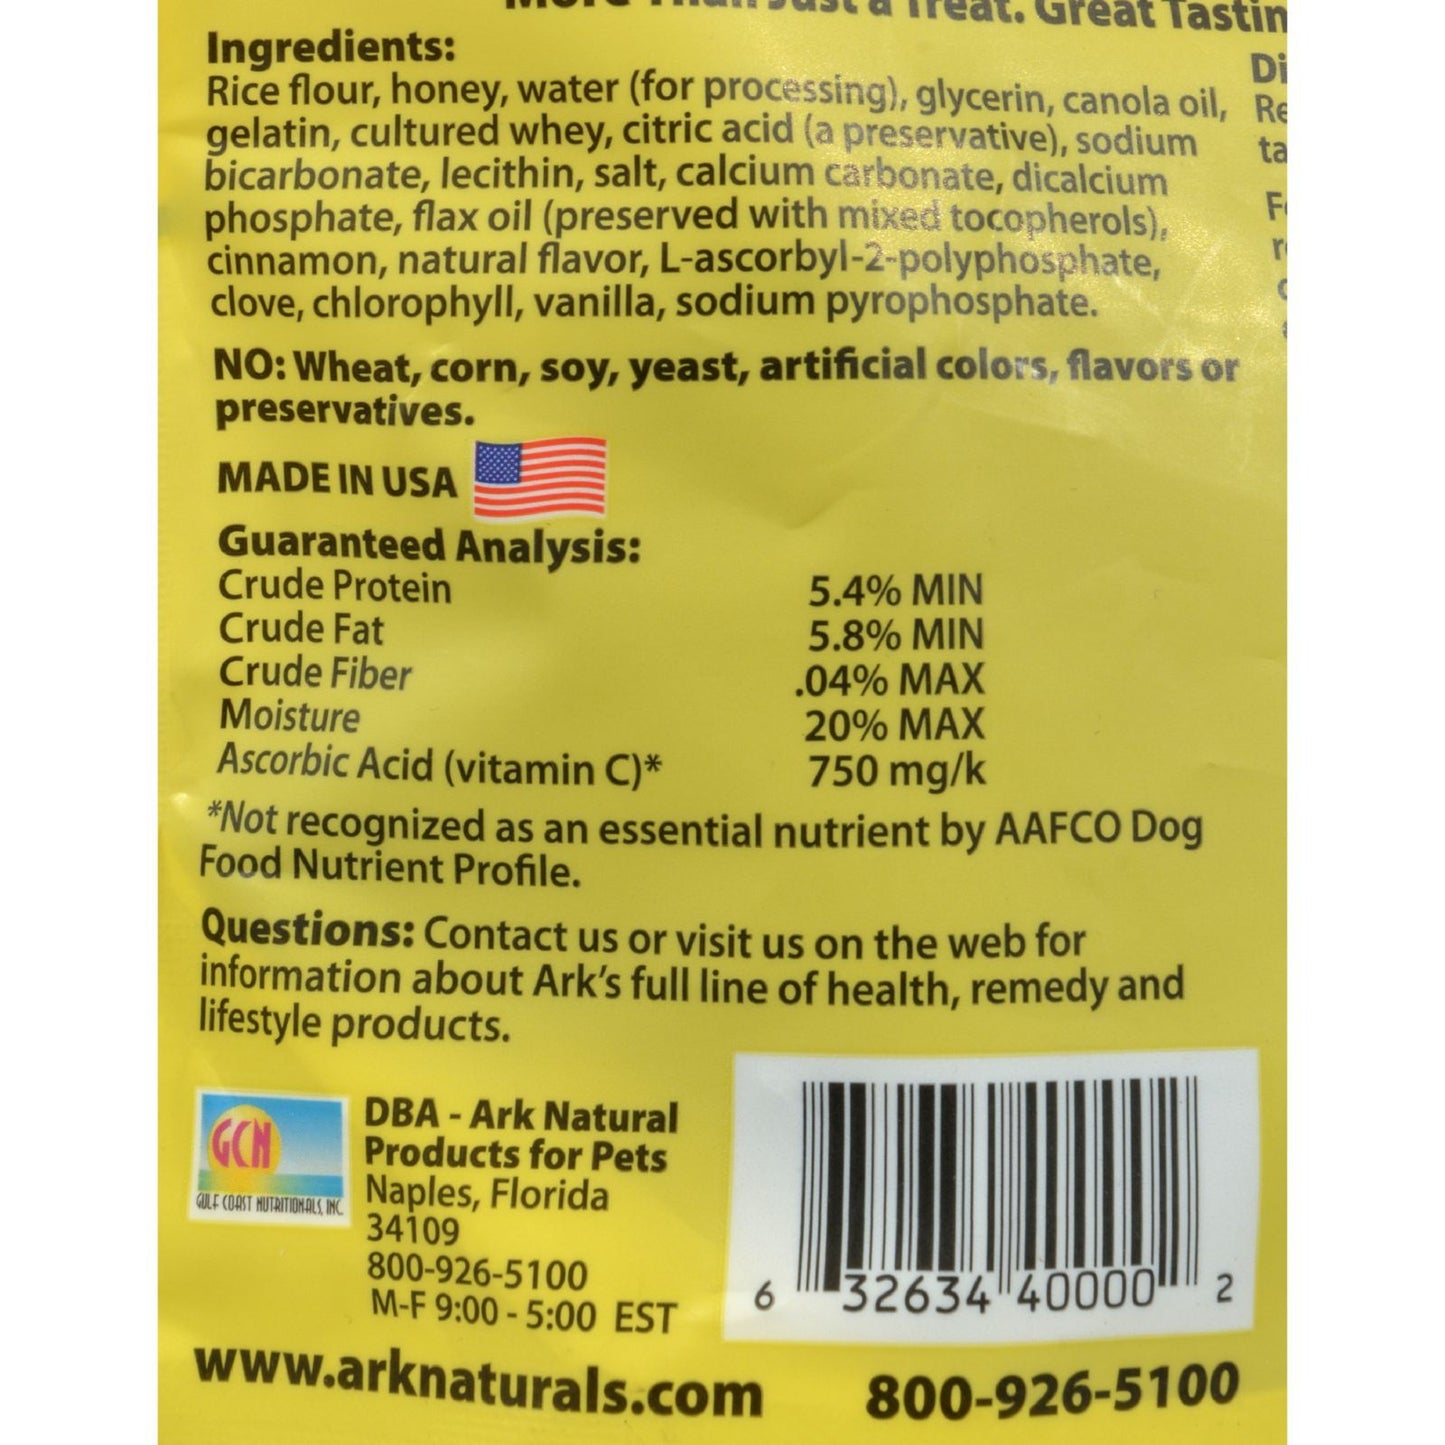 More Than Just a Treat. Great Tastin
Ingredients:
Rice flour, honey, water (for processing), glycerin, canola oil,
gelatin, cultured whey, citric acid (a preservative), sodium
bicarbonate, lecithin, salt, calcium carbonate, dicalcium
phosphate, flax oil (preserved with mixed tocopherols),
cinnamon, natural flavor, L-ascorbyl-2-polyphosphate,
clove, chlorophyll, vanilla, sodium pyrophosphate.
NO: Wheat, corn, soy, yeast, artificial colors, flavors or
preservatives.
MADE IN USA
Guaranteed Analysis:
Crude Protein 5.4% MIN
Crude Fat 5.8% MIN
Crude Fiber .04% MAX
Moisture 20% MAX
Ascorbic Acid (vitamin C)* 750 mg/k
*Not recognized as an essential nutrient by AAFCO Dog
Food Nutrient Profile.
Questions: Contact us or visit us on the web for
information about Ark's full line of health, remedy and
lifestyle products.
GCN
GULF COAST NUTRITIONALS, INC.
DBA - Ark Natural
Products for Pets
Naples, Florida
34109
800-926-5100
M-F 9:00 - 5:00 EST
6 32634 40000 2
www.arknaturals.com 800-926-5100